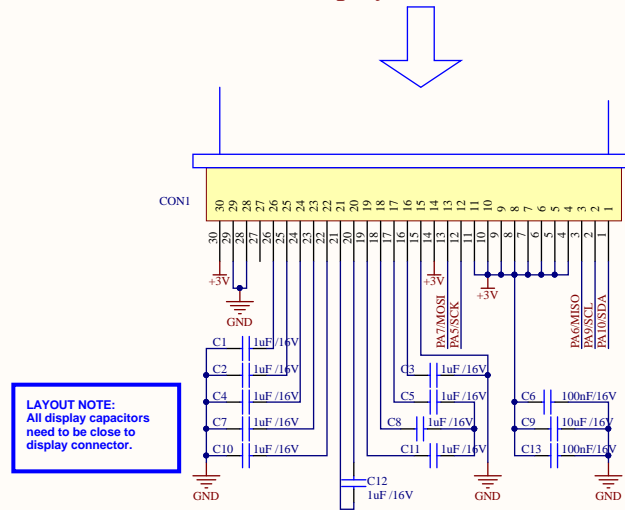 CON1
30 29 28 27 26 25 24 23 22 21 20 19 18 17 16 15 14 13 12 11 10 9 8 7 6 5 4 3 2 1
30 29 28 27 26 25 24 23 22 21 20 19 18 17 16 15 14 13 12 11 10 9 8 7 6 5 4 3 2 1
+3V
GND
+3V
PA7/MOSI
PA5/SCK
+3V
PA6/MISO
PA9/SCL
PA10/SDA
C1 1uF /16V
C2 1uF /16V
C4 1uF /16V
C7 1uF /16V
C10 1uF /16V
GND
C12
1uF /16V
C3 1uF /16V
C5 1uF /16V
C8 1uF /16V
C11 1uF /16V
GND
C6 100nF/16V
C9 10uF /16V
C13 100nF/16V
GND
LAYOUT NOTE:
All display capacitors
need to be close to
display connector.